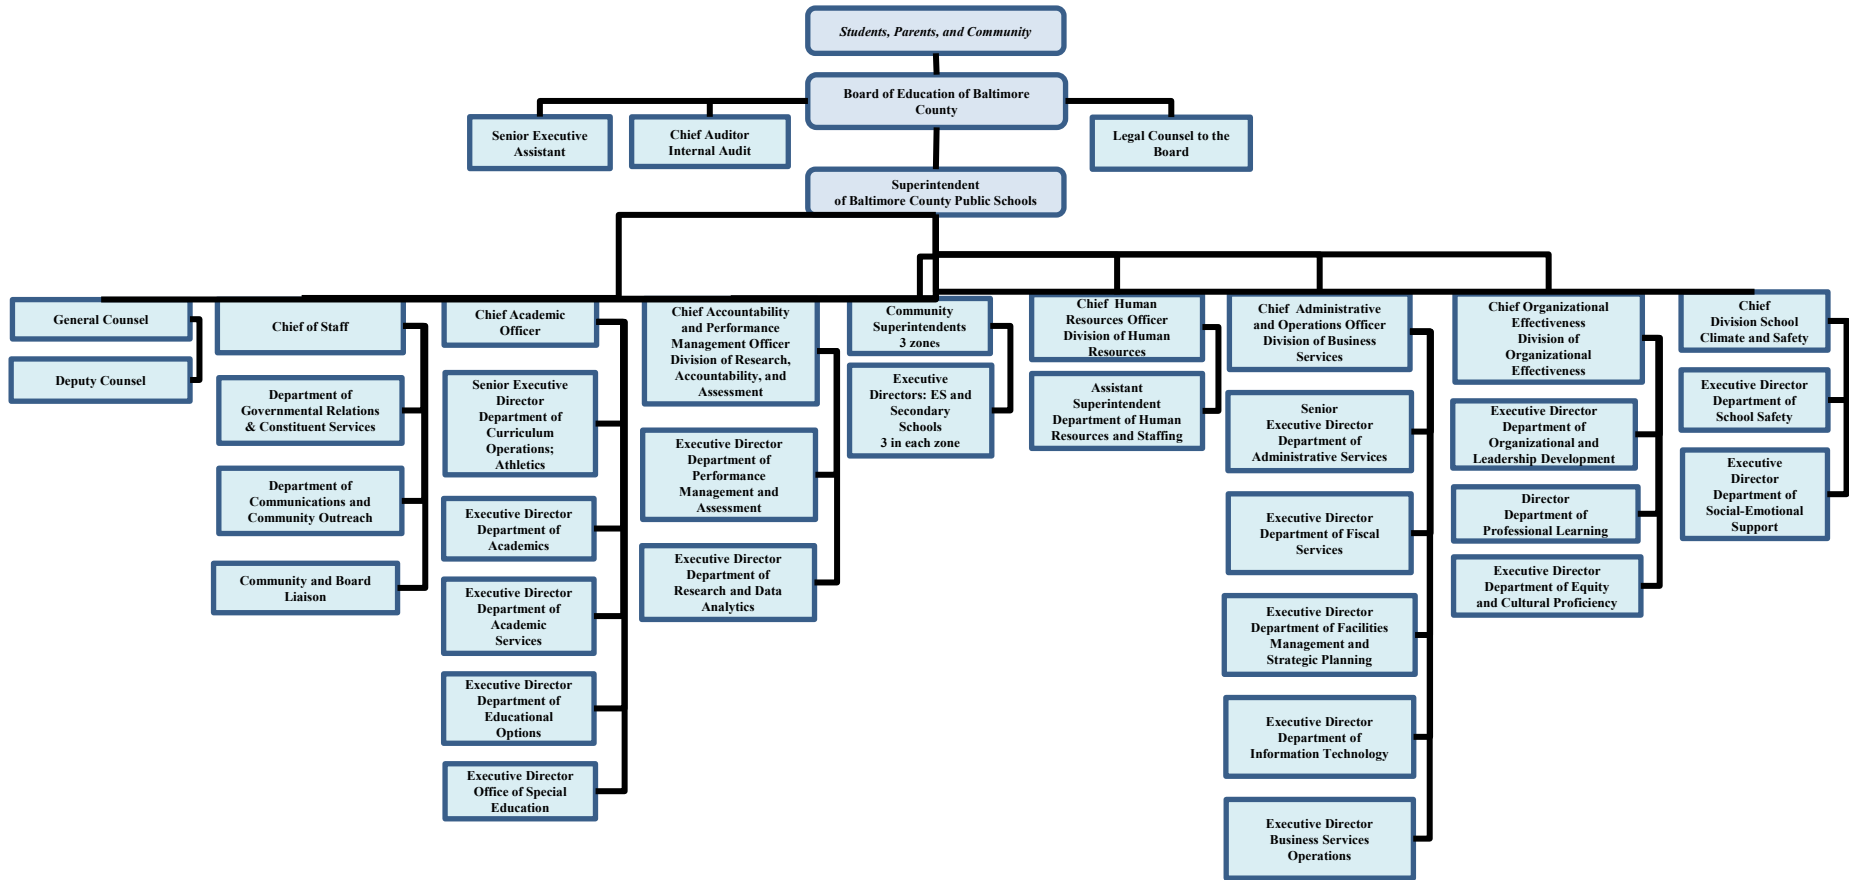 Students, Parents, and Community
Board of Education of Baltimore
County
Senior Executive
Assistant
Chief Auditor
Internal Audit
Legal Counsel to the
Board
Superintendent
of Baltimore County Public Schools
General Counsel
Deputy Counsel
Chief of Staff
Department of
Governmental Relations
& Constituent Services
Department of
Communications and
Community Outreach
Community and Board
Liaison
Chief Academic
Officer
Senior Executive
Director
Department of
Curriculum
Operations;
Athletics
Executive Director
Department of
Academics
Executive Director
Department of
Academic
Services
Executive Director
Department of
Educational
Options
Executive Director
Office of Special
Education
Chief Accountability
and Performance
Management Officer
Division of Research,
Accountability, and
Assessment
Executive Director
Department of
Performance
Management and
Assessment
Executive Director
Department of
Research and Data
Analytics
Community
Superintendents
3 zones
Executive
Directors: ES and
Secondary
Schools
3 in each zone
Chief Human
Resources Officer
Division of Human
Resources
Assistant
Superintendent
Department of Human
Resources and Staffing
Chief Administrative
and Operations Officer
Division of Business
Services
Senior
Executive Director
Department of
Administrative Services
Executive Director
Department of Fiscal
Services
Executive Director
Department of Facilities
Management and
Strategic Planning
Executive Director
Department of
Information Technology
Executive Director
Business Services
Operations
Chief Organizational
Effectiveness
Division of
Organizational
Effectiveness
Executive Director
Department of
Organizational and
Leadership Development
Director
Department of
Professional Learning
Executive Director
Department of Equity
and Cultural Proficiency
Chief
Division School
Climate and Safety
Executive Director
Department of
School Safety
Executive
Director
Department of
Social-Emotional
Support